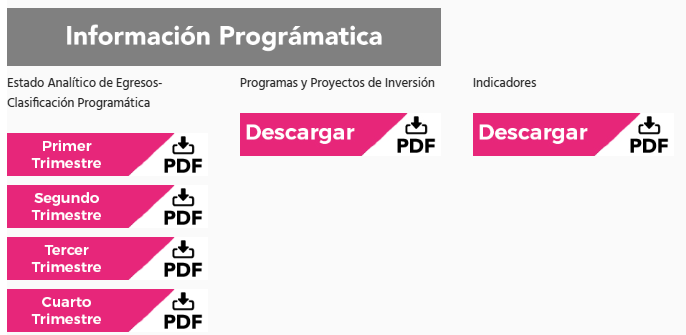 Información Prográmatica
Estado Analítico de Egresos-
Clasificación Programática
Primer
Trimestre
PDF
Segundo
Trimestre
PDF
Tercer
Trimestre
PDF
Cuarto
Trimestre
PDF
Programas y Proyectos de Inversión
Descargar
PDF
Indicadores
Descargar
PDF